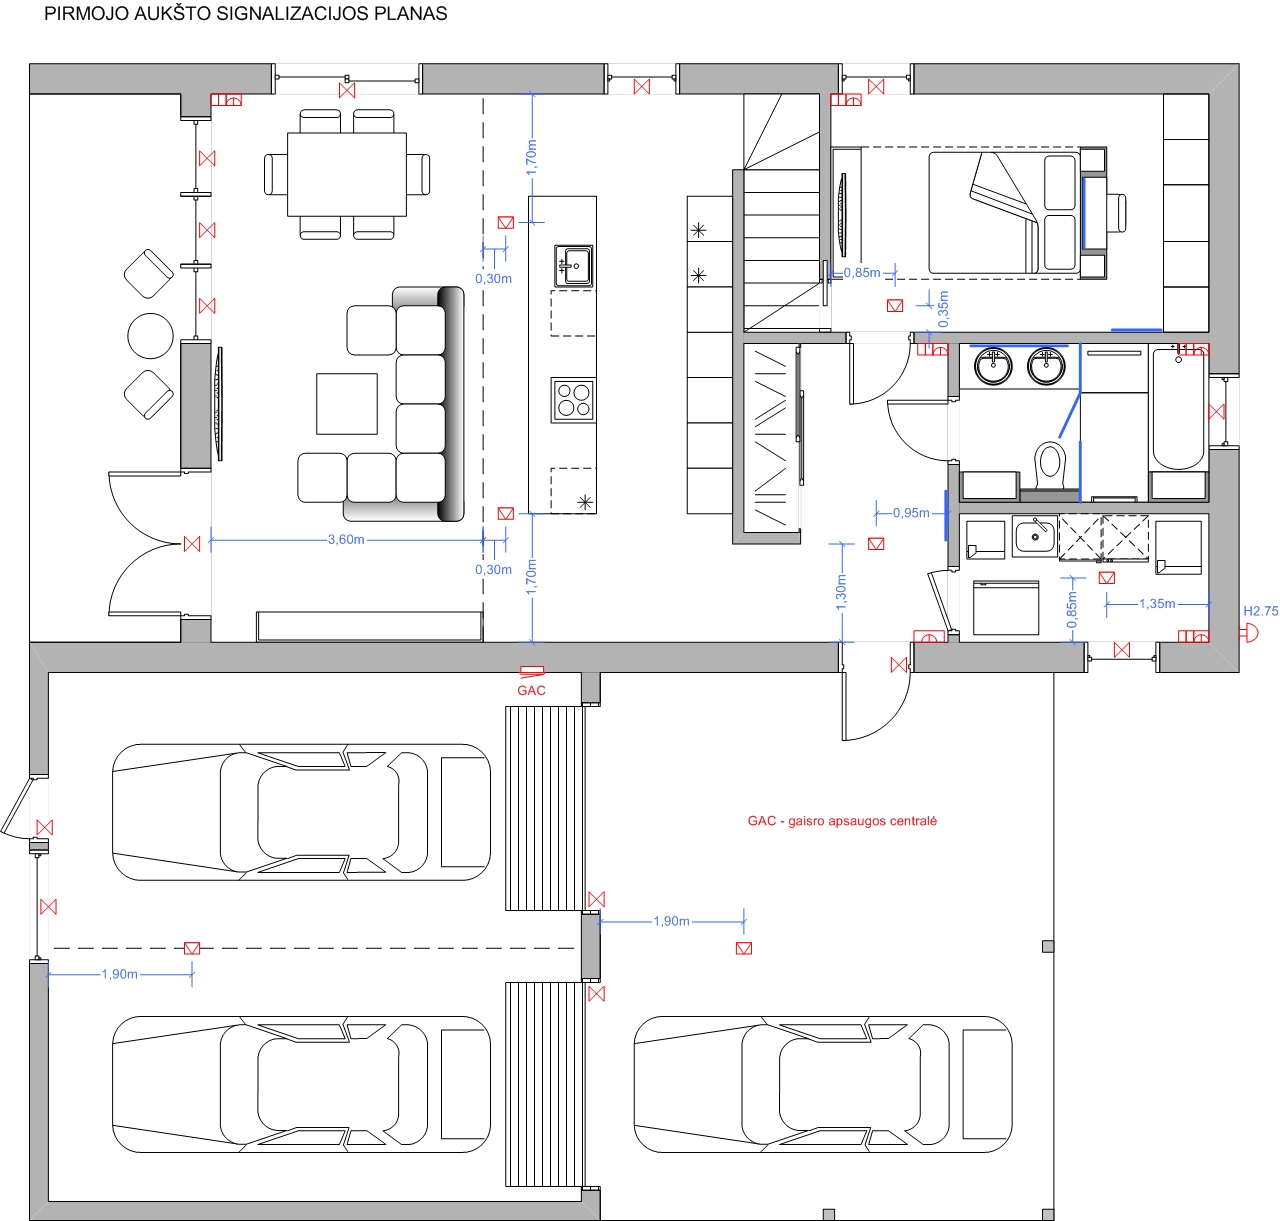 PIRMOJO AUKŠTO SIGNALIZACIJOS PLANAS
1,70m
0,30m
0,85m
0,35m
3,60m
0,30m
1,70m
0,95m
1,30m
0,85m
1,35m
H2.75
GAC
GAC - gaisro apsaugos centralė
1,90m
1,90m